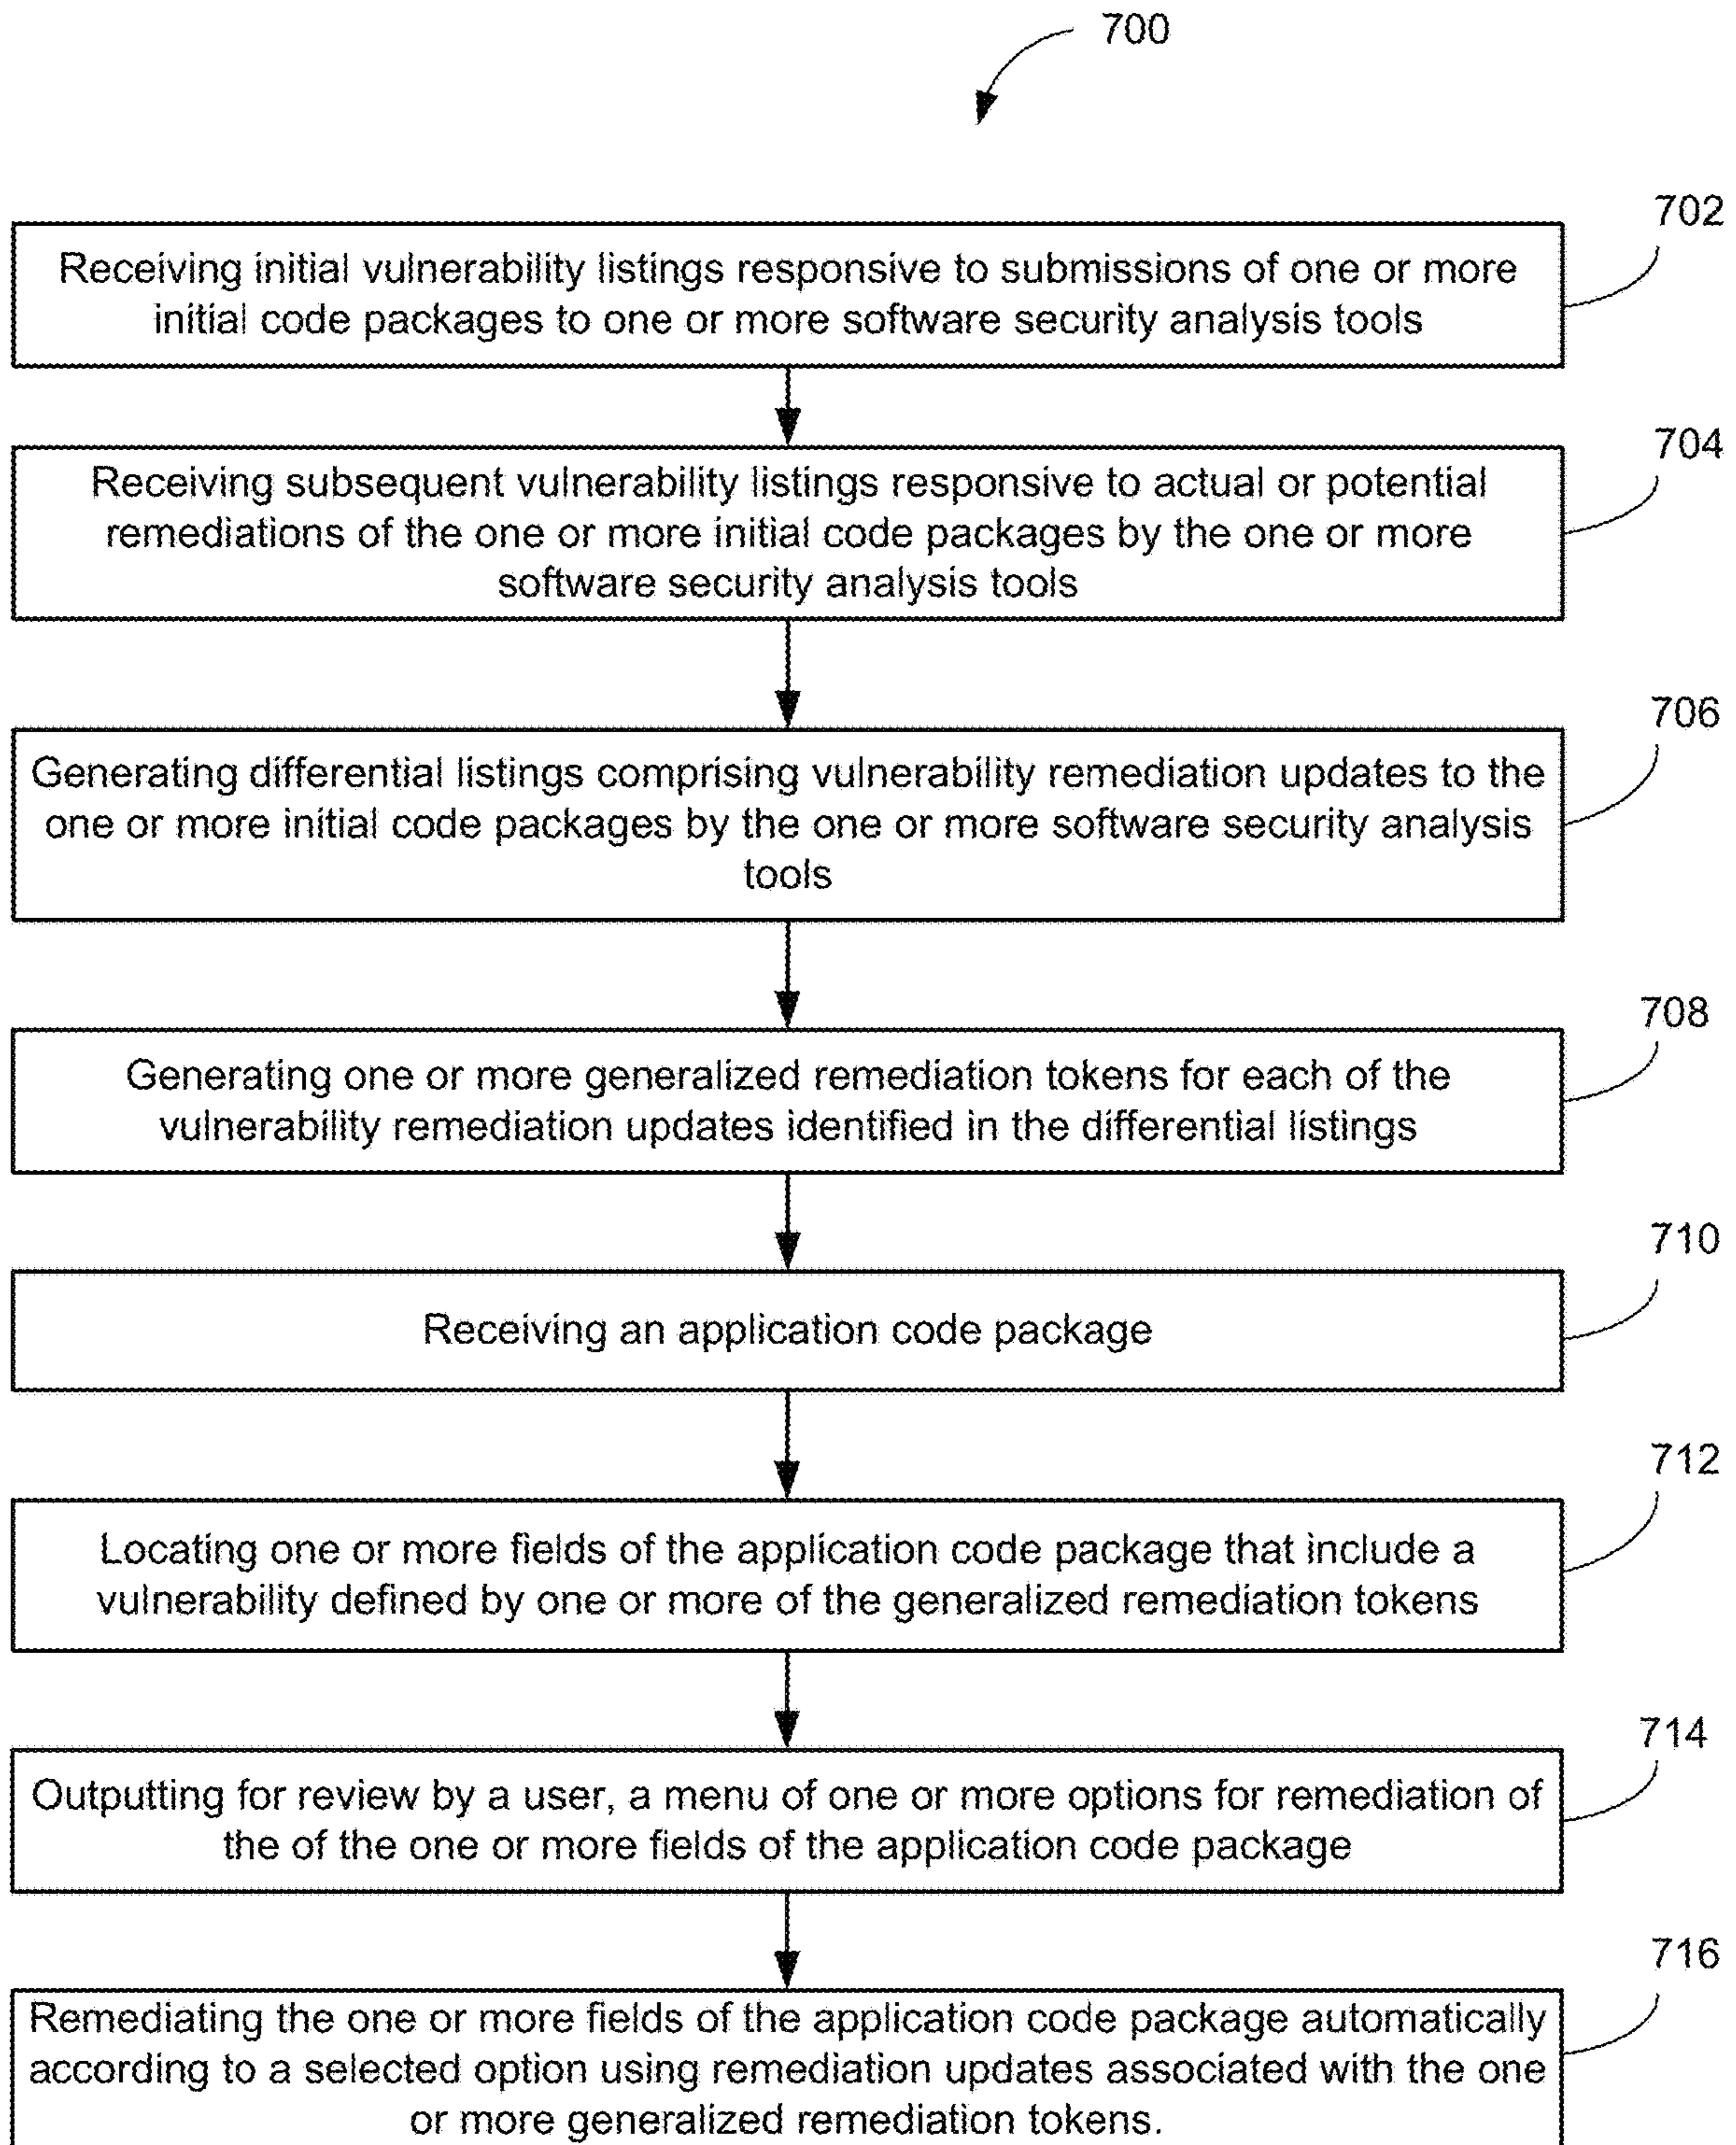 700
702
Receiving initial vulnerability listings responsive to submissions of one or more
initial code packages to one or more software security analysis tools
704
Receiving subsequent vulnerability listings responsive to actual or potential
remediations of the one or more initial code packages by the one or more
software security analysis tools
706
Generating differential listings comprising vulnerability remediation updates to the
one or more initial code packages by the one or more software security analysis
tools
708
Generating one or more generalized remediation tokens for each of the
vulnerability remediation updates identified in the differential listings
710
Receiving an application code package
712
Locating one or more fields of the application code package that include a
vulnerability defined by one or more of the generalized remediation tokens
714
Outputting for review by a user, a menu of one or more options for remediation of
the of the one or more fields of the application code package
716
Remediating the one or more fields of the application code package automatically
according to a selected option using remediation updates associated with the one
or more generalized remediation tokens.